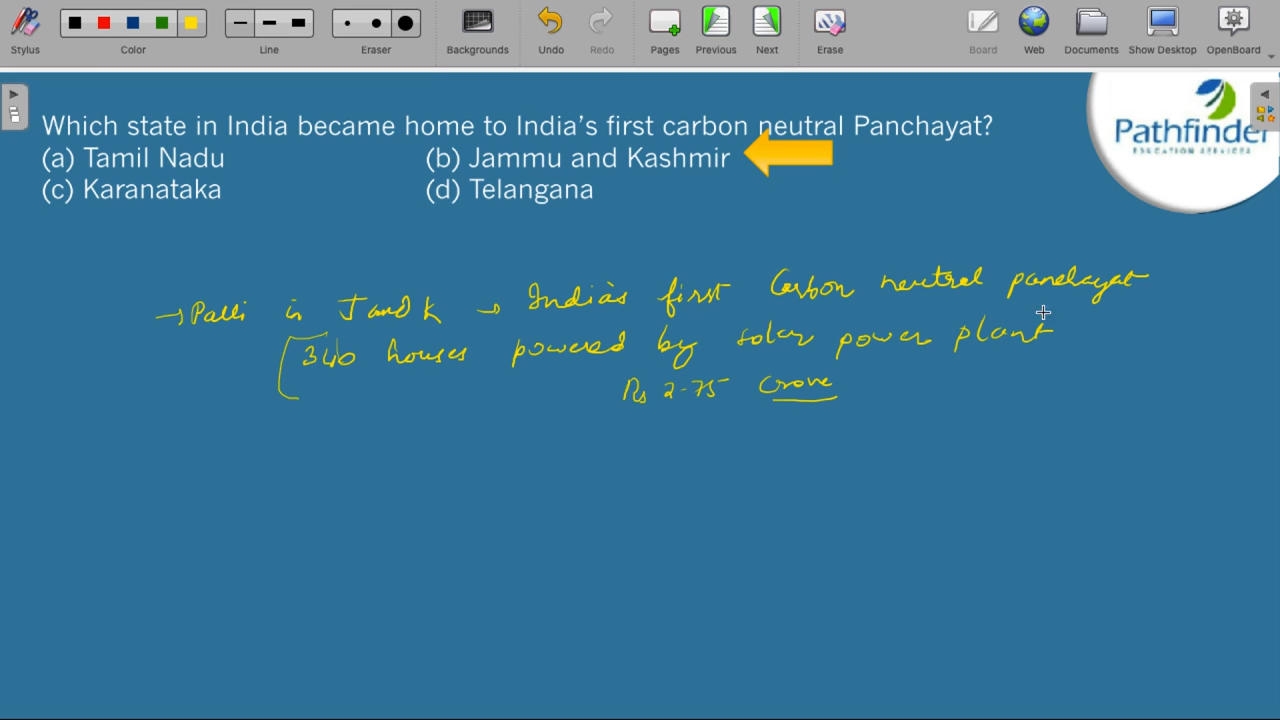 Stylus
Color
Line
Eraser
Backgrounds
Undo
Redo
Pages
Previous
Next
Erase
Board
Web
Documents
Show Desktop
OpenBoard
Which state in India became home to India's first carbon neutral Panchayat?
(a) Tamil Nadu (b) Jammu and Kashmir
(c) Karanataka (d) Telangana
Pathfinder
EDUCATION SERVICES
→ Palli in J and K → India's first Carbon neutral panchayat
340 houses powered by solar power plant
Rs 2.75 crore